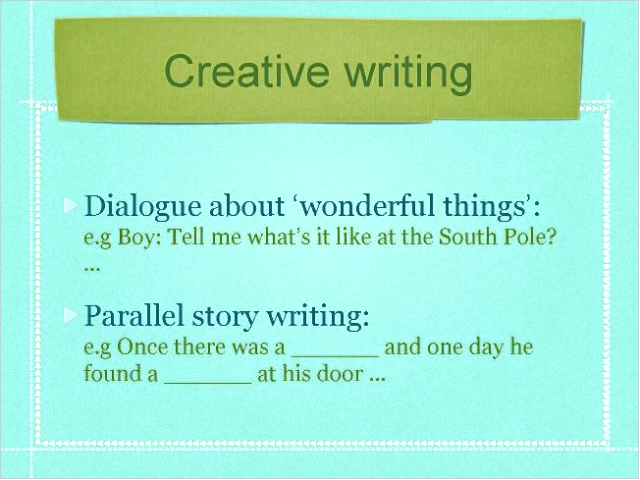 Creative writing
Dialogue about ‘wonderful things’:
e.g Boy: Tell me what’s it like at the South Pole?
...
Parallel story writing:
e.g Once there was a _______ and one day he
found a _______ at his door ...